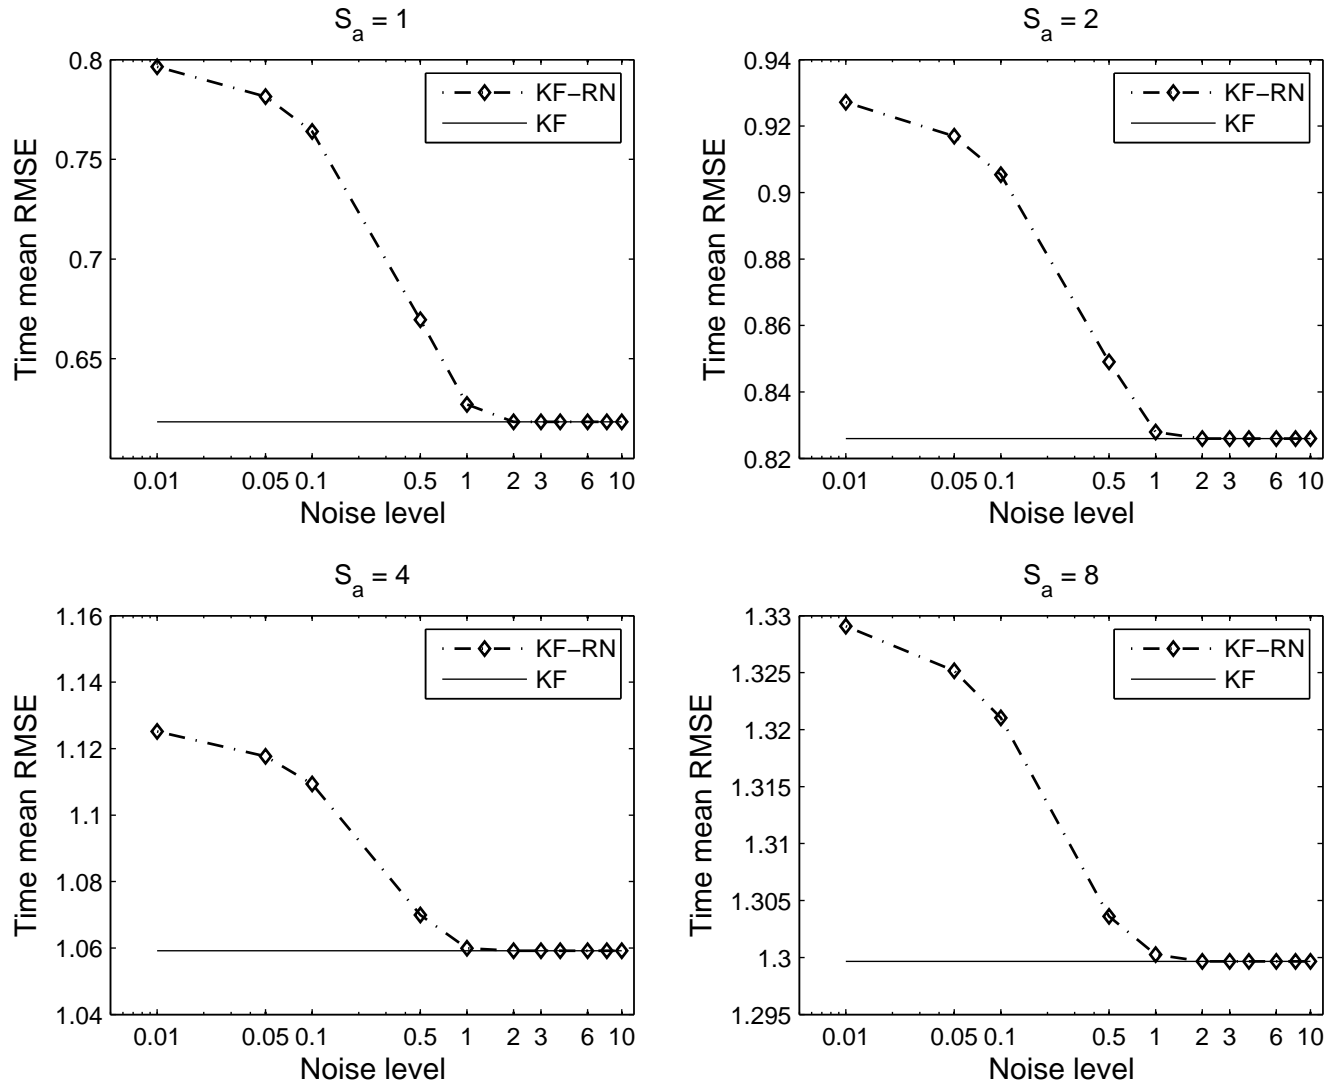 S_a = 1
0.8
0.75
0.7
0.65
Time mean RMSE
KF−RN
KF
0.01 0.05 0.1 0.5 1 2 3 6 10
Noise level
S_a = 2
0.94
0.92
0.9
0.88
0.86
0.84
0.82
Time mean RMSE
KF−RN
KF
0.01 0.05 0.1 0.5 1 2 3 6 10
Noise level
S_a = 4
1.16
1.14
1.12
1.1
1.08
1.06
1.04
Time mean RMSE
KF−RN
KF
0.01 0.05 0.1 0.5 1 2 3 6 10
Noise level
S_a = 8
1.33
1.325
1.32
1.315
1.31
1.305
1.3
1.295
Time mean RMSE
KF−RN
KF
0.01 0.05 0.1 0.5 1 2 3 6 10
Noise level